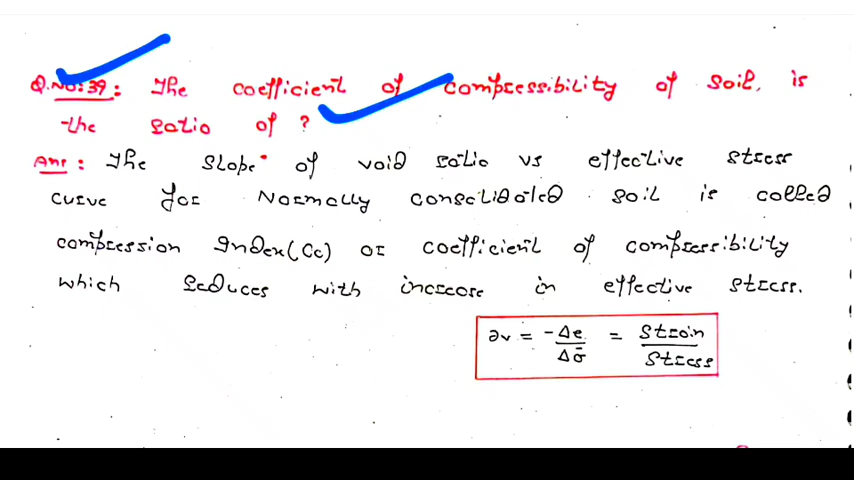 Q.No:39: The coefficient of compressibility of soil, is
the ratio of ?
Ans: The slope of void ratio vs effective stress
curve for Normally consolidated soil is called
compression Index(Cc) or coefficient of compressibility
which reduces with increase in effective stress.
av = -Δe/Δσ̄ = Strain/Stress